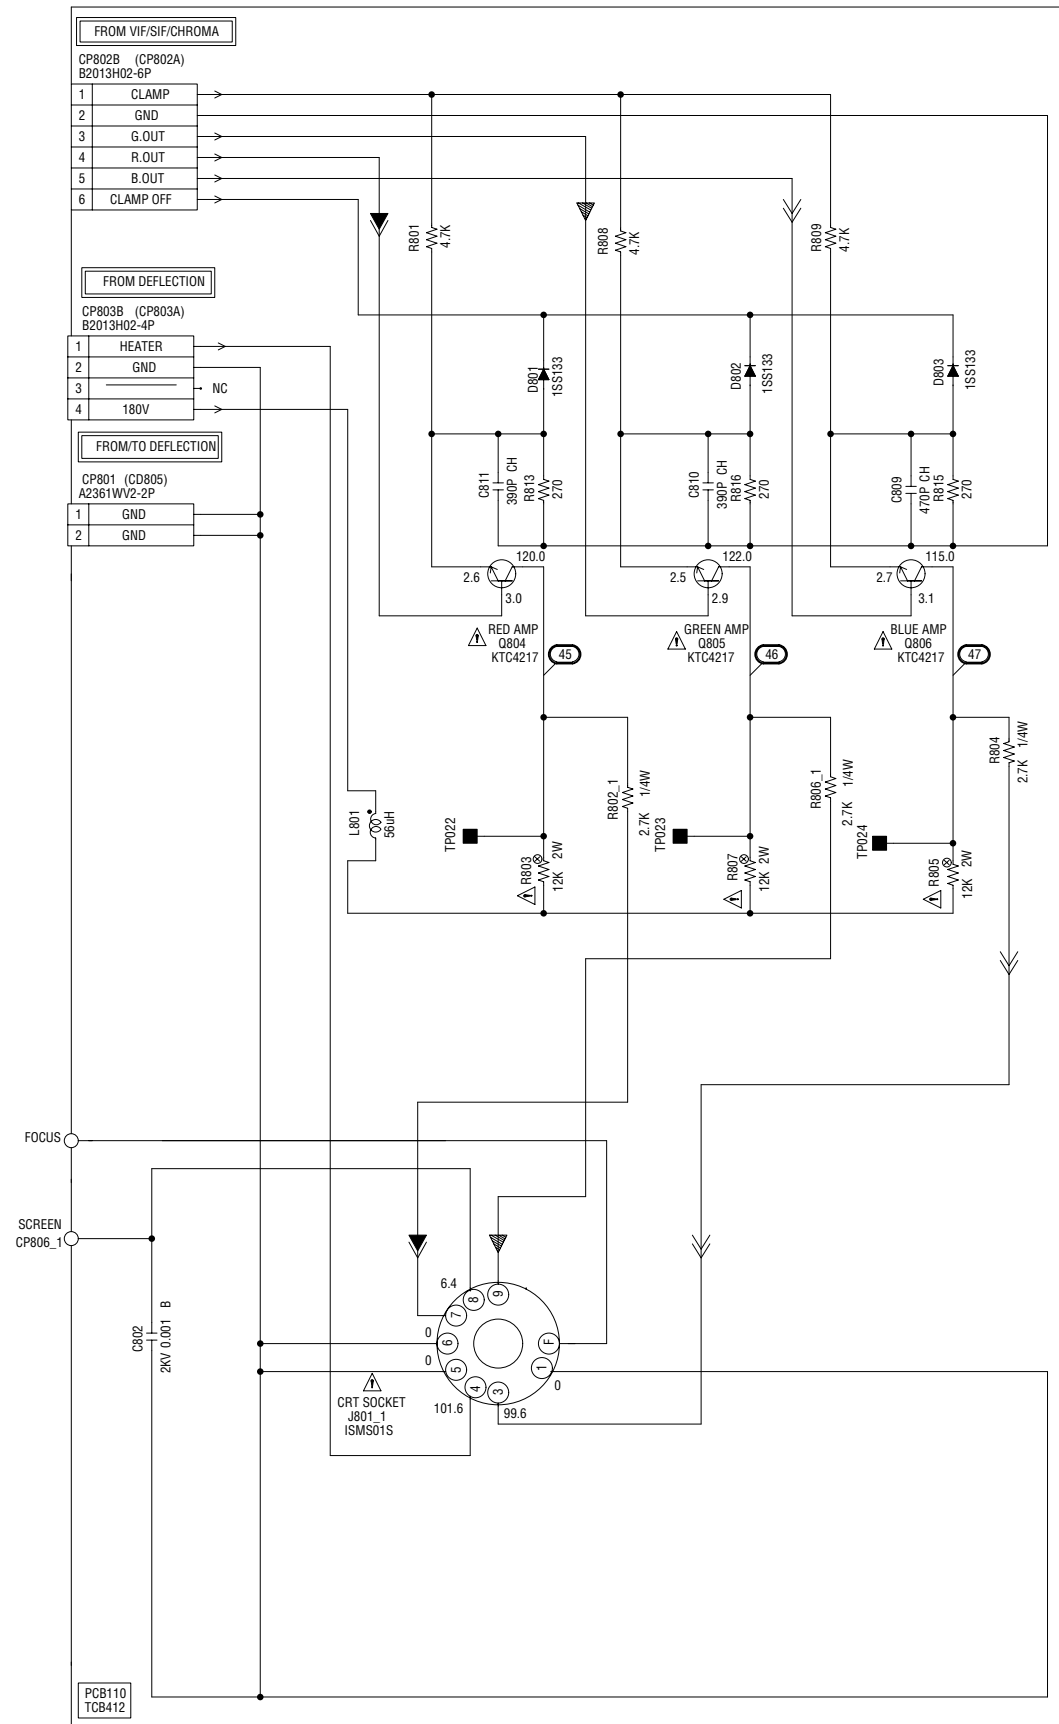 FROM VIF/SIF/CHROMA
CP802B (CP802A)
B2013H02-6P
1 CLAMP
2 GND
3 G.OUT
4 R.OUT
5 B.OUT
6 CLAMP OFF
R801
4.7K
R808
4.7K
R809
4.7K
FROM DEFLECTION
CP803B (CP803A)
B2013H02-4P
1 HEATER
2 GND
3 NC
4 180V
D801
1SS133
D802
1SS133
D803
1SS133
FROM/TO DEFLECTION
CP801 (CD805)
A2361WV2-2P
1 GND
2 GND
C811
390P CH
R813
270
C810
390P CH
R816
270
C809
470P CH
R815
270
120.0
2.6
3.0
122.0
2.5
2.9
115.0
2.7
3.1
RED AMP
Q804
KTC4217
45
GREEN AMP
Q805
KTC4217
46
BLUE AMP
Q806
KTC4217
47
L801
56uH
TP022
R803
12K 2W
R802_1
2.7K 1/4W
TP023
R807
12K 2W
R806_1
2.7K 1/4W
TP024
R805
12K 2W
R804
2.7K 1/4W
FOCUS
SCREEN
CP806_1
C802
2KV 0.001 B
6.4
0
0
101.6
99.6
0
9
8
7
6
5
4
3
1
F
CRT SOCKET
J801_1
ISMS01S
PCB110
TCB412